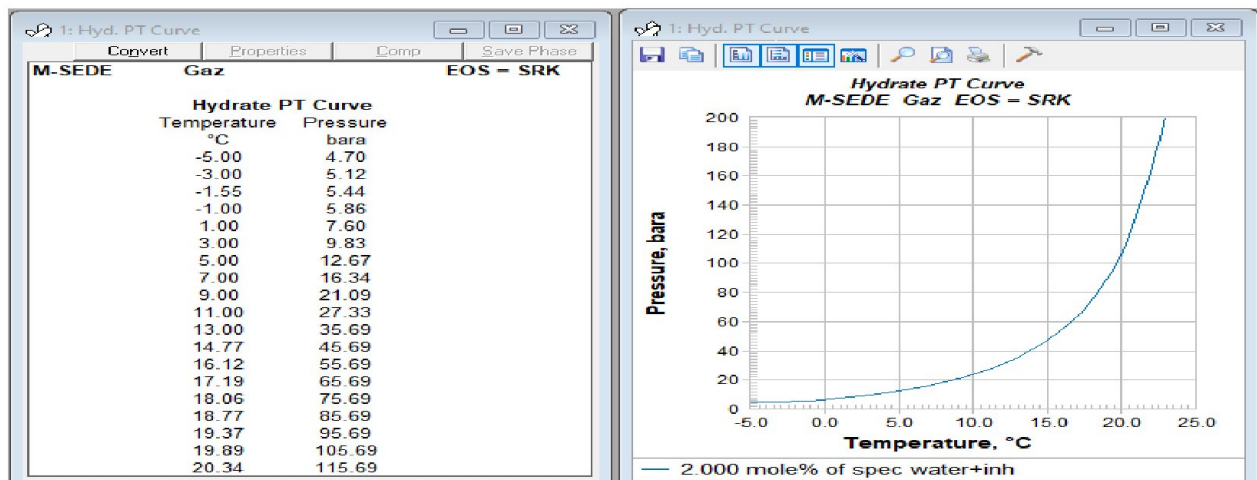 1: Hyd. PT Curve
Convert Properties Comp Save Phase
M-SEDE Gaz EOS = SRK
Hydrate PT Curve
Temperature Pressure
°C bara
-5.00 4.70
-3.00 5.12
-1.55 5.44
-1.00 5.86
1.00 7.60
3.00 9.83
5.00 12.67
7.00 16.34
9.00 21.09
11.00 27.33
13.00 35.69
14.77 45.69
16.12 55.69
17.19 65.69
18.06 75.69
18.77 85.69
19.37 95.69
19.89 105.69
20.34 115.69
1: Hyd. PT Curve
Hydrate PT Curve
M-SEDE Gaz EOS = SRK
200
180
160
140
120
100
80
60
40
20
0
Pressure, bara
-5.0 0.0 5.0 10.0 15.0 20.0 25.0
Temperature, °C
2.000 mole% of spec water+inh